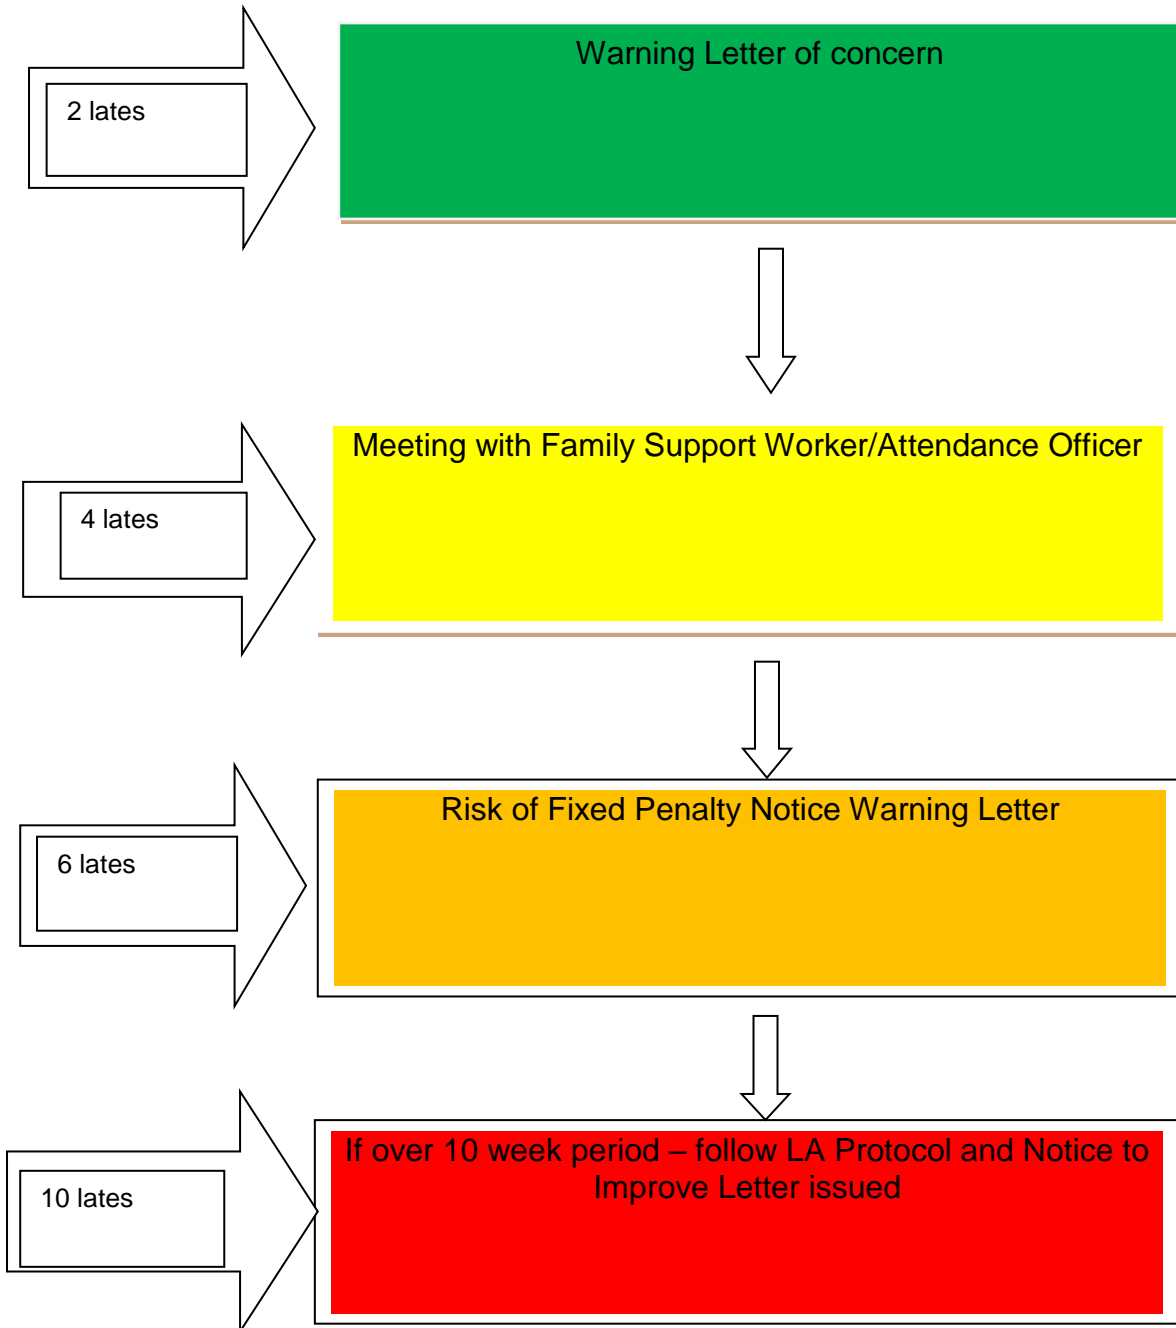 Warning Letter of concern
2 lates
Meeting with Family Support Worker/Attendance Officer
4 lates
Risk of Fixed Penalty Notice Warning Letter
6 lates
If over 10 week period – follow LA Protocol and Notice to
Improve Letter issued
10 lates